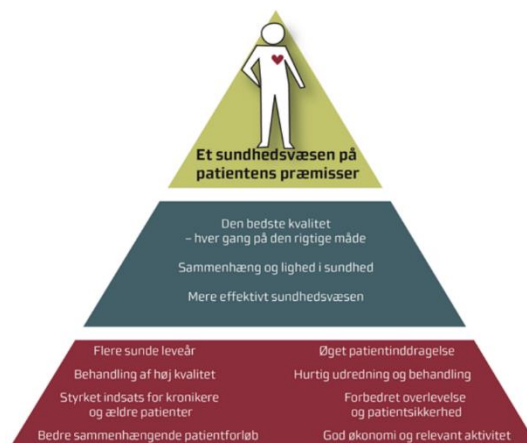 Et sundhedsvæsen på
patientens præmisser
Den bedste kvalitet
– hver gang på den rigtige måde
Sammenhæng og lighed i sundhed
Mere effektivt sundhedsvæsen
Flere sunde leveår
Behandling af høj kvalitet
Styrket indsats for kronikere
og ældre patienter
Bedre sammenhængende patientforløb
Øget patientinddragelse
Hurtig udredning og behandling
Forbedret overlevelse
og patientsikkerhed
God økonomi og relevant aktivitet